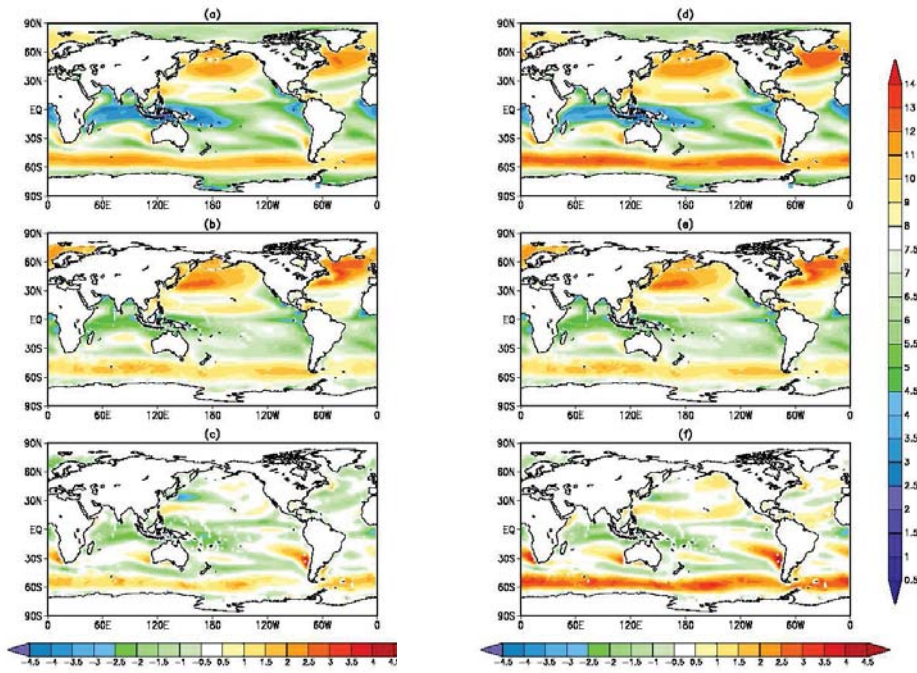 (a)
90N
60N
30N
EQ
30S
60S
90S
0 60E 120E 180 120W 60W 0
(b)
90N
60N
30N
EQ
30S
60S
90S
0 60E 120E 180 120W 60W 0
(c)
90N
60N
30N
EQ
30S
60S
90S
0 60E 120E 180 120W 60W 0
-4.5 -4 -3.5 -3 -2.5 -2 -1.5 -1 -0.5 0.5 1 1.5 2 2.5 3 3.5 4 4.5
(d)
90N
60N
30N
EQ
30S
60S
90S
0 60E 120E 180 120W 60W 0
(e)
90N
60N
30N
EQ
30S
60S
90S
0 60E 120E 180 120W 60W 0
(f)
90N
60N
30N
EQ
30S
60S
90S
0 60E 120E 180 120W 60W 0
-4.5 -4 -3.5 -3 -2.5 -2 -1.5 -1 -0.5 0.5 1 1.5 2 2.5 3 3.5 4 4.5
14
13
12
11
10
9
8
7.5
7
6.5
6
5.5
5
4.5
4
3.5
3
2.5
2
1.5
1
0.5